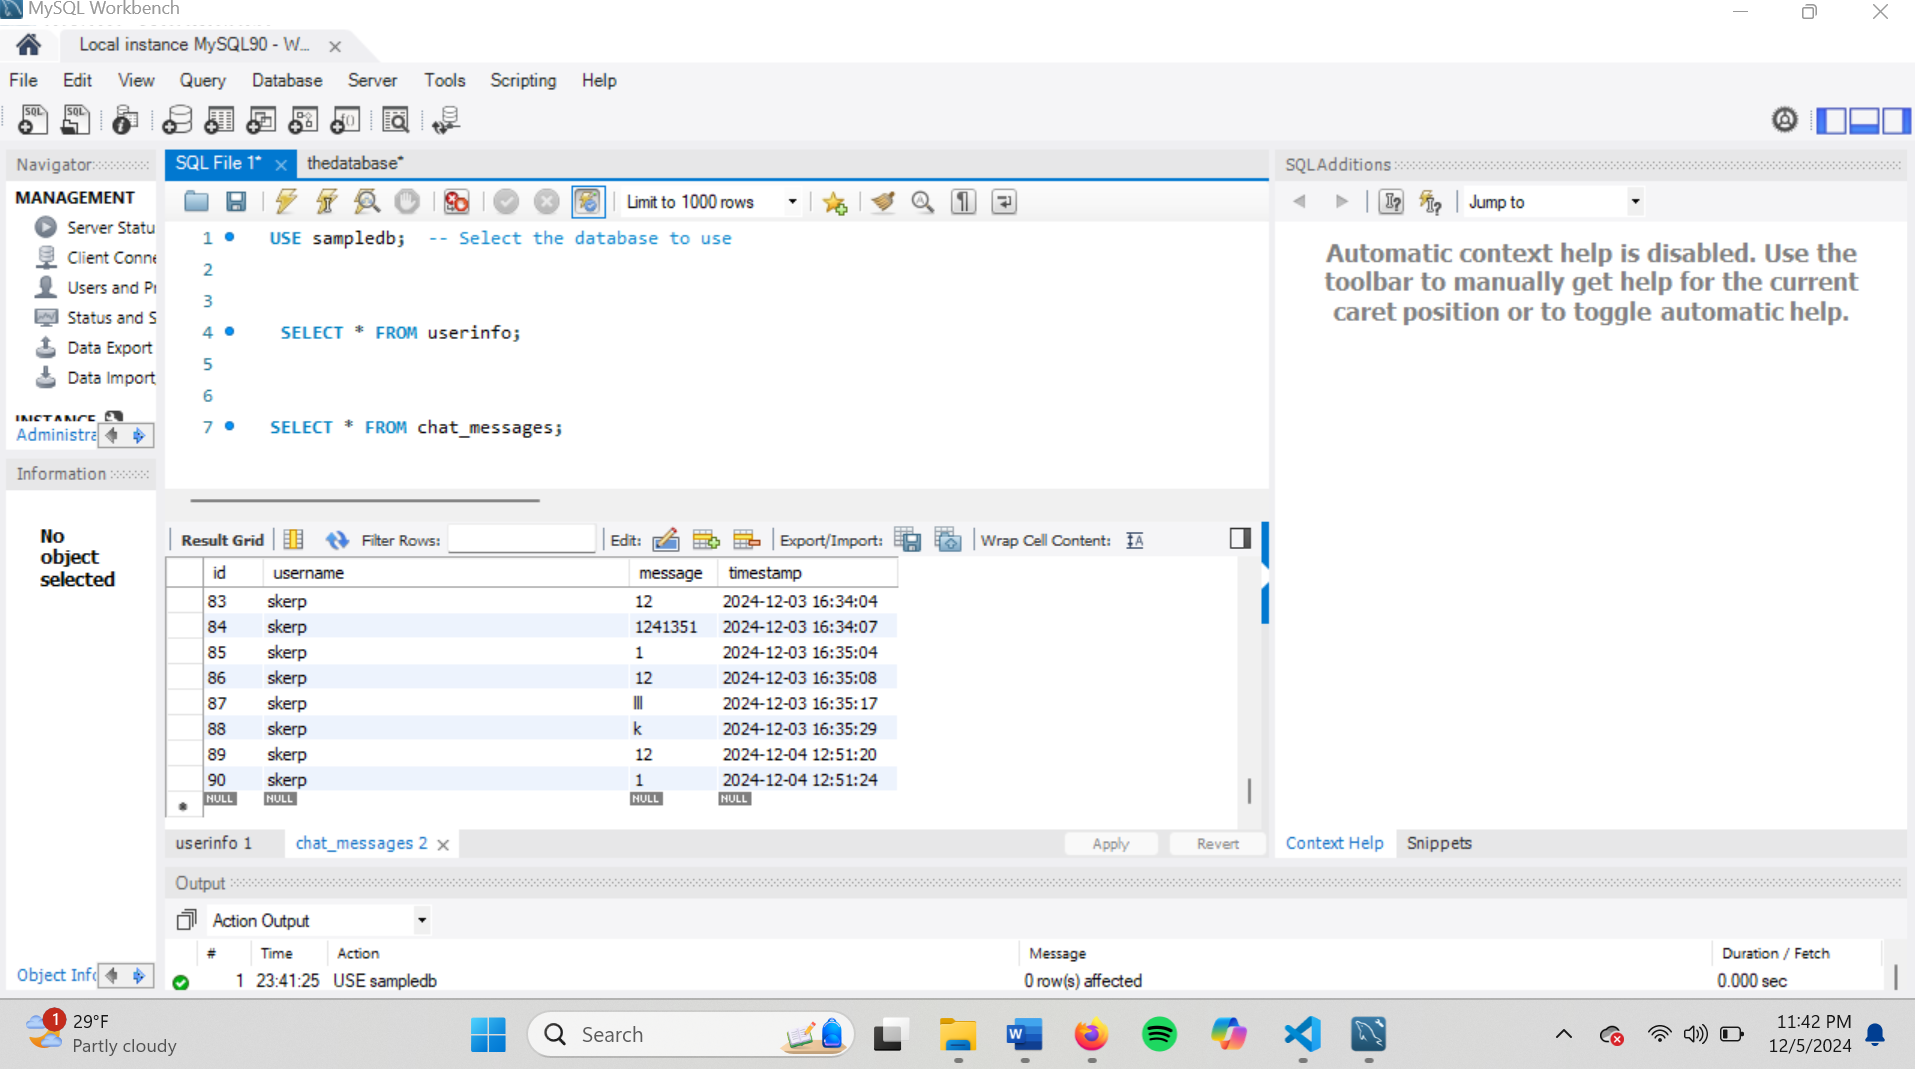 MySQL Workbench
Local instance MySQL90 - W...
File Edit View Query Database Server Tools Scripting Help
Navigator
SQL File 1* thedatabase*
SQLAdditions
MANAGEMENT
Server Statu
Client Conne
Users and Pr
Status and S
Data Export
Data Import,
INSTANCE
Administra
Limit to 1000 rows
Jump to
1 USE sampledb; -- Select the database to use
2
3
4 SELECT * FROM userinfo;
5
6
7 SELECT * FROM chat_messages;
Automatic context help is disabled. Use the
toolbar to manually get help for the current
caret position or to toggle automatic help.
Information
No
object
selected
Result Grid Filter Rows: Edit: Export/Import: Wrap Cell Content:
id username message timestamp
83 skerp 12 2024-12-03 16:34:04
84 skerp 1241351 2024-12-03 16:34:07
85 skerp 1 2024-12-03 16:35:04
86 skerp 12 2024-12-03 16:35:08
87 skerp lll 2024-12-03 16:35:17
88 skerp k 2024-12-03 16:35:29
89 skerp 12 2024-12-04 12:51:20
90 skerp 1 2024-12-04 12:51:24
NULL NULL NULL NULL
userinfo 1 chat_messages 2 Apply Revert
Context Help Snippets
Output
Action Output
# Time Action Message Duration / Fetch
1 23:41:25 USE sampledb 0 row(s) affected 0.000 sec
Object Info
1
29°F
Partly cloudy
Search
11:42 PM
12/5/2024